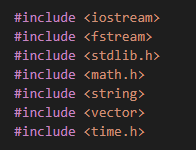 #include <iostream>
#include <fstream>
#include <stdlib.h>
#include <math.h>
#include <string>
#include <vector>
#include <time.h>